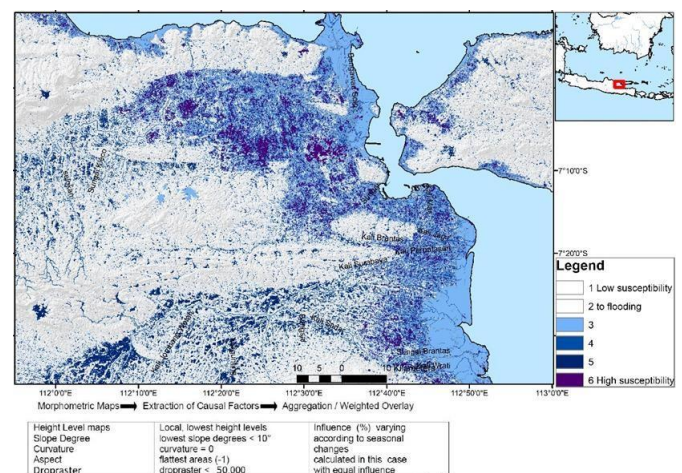 7°10'0"S
7°20'0"S
Kali Brantas
Kali Porong
Kali Surabaya
Brantas
10 5 0 10
112°0'0"E 112°10'0"E 112°20'0"E 112°30'0"E 112°40'0"E 112°50'0"E 113°0'0"E
Legend
1 Low susceptibility
2 to flooding
3
4
5
6 High susceptibility
Morphometric Maps Extraction of Causal Factors Aggregation / Weighted Overlay
Height Level maps Local, lowest height levels Influence (%) varying
Slope Degree lowest slope degrees < 10° according to seasonal
Curvature curvature = 0 changes
Aspect flattest areas (-1) calculated in this case
Dropraster dropraster < 50 000 with equal influence